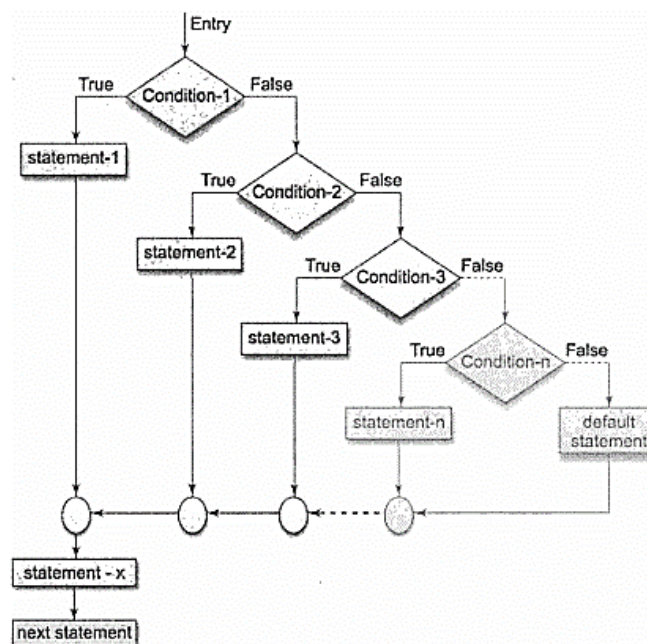 Entry
True
Condition-1
False
statement-1
True
Condition-2
False
statement-2
True
Condition-3
False
statement-3
True
Condition-n
False
statement-n
default
statement
statement - x
next statement